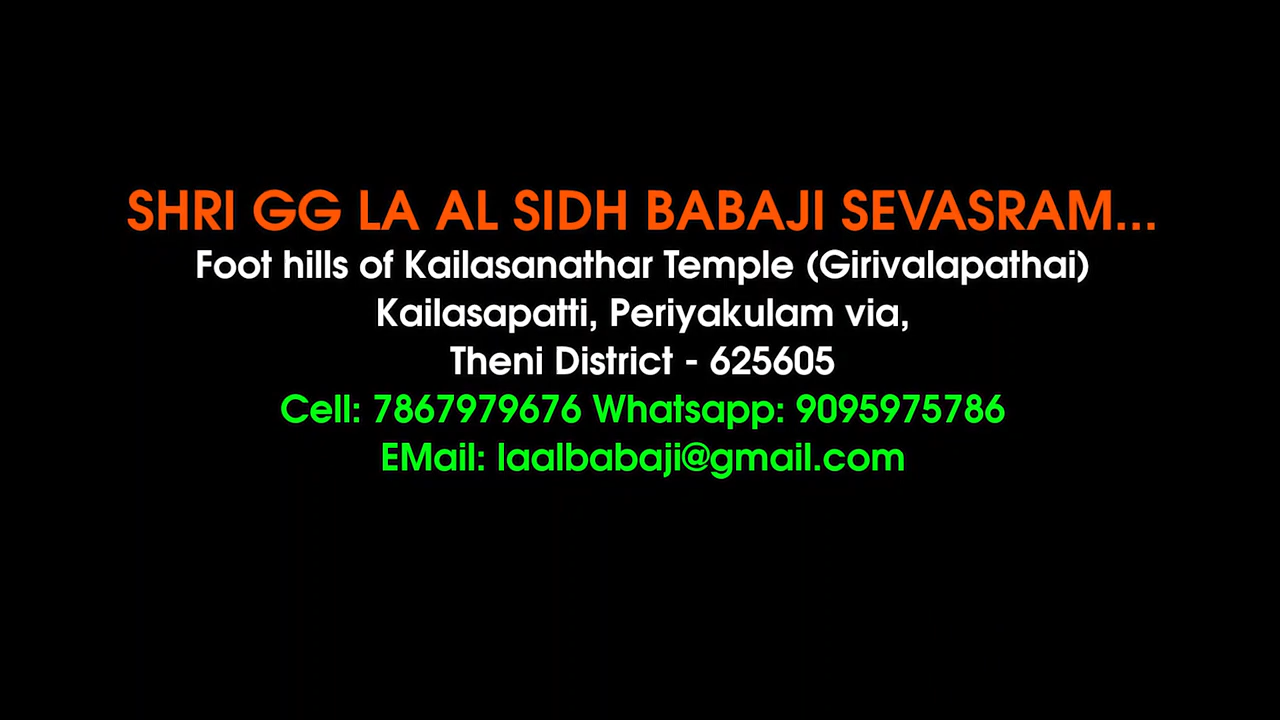 SHRI GG LA AL SIDH BABAJI SEVASRAM...
Foot hills of Kailasanathar Temple (Girivalapathai)
Kailasapatti, Periyakulam via,
Theni District - 625605
Cell: 7867979676 Whatsapp: 9095975786
EMail: laalbabaji@gmail.com